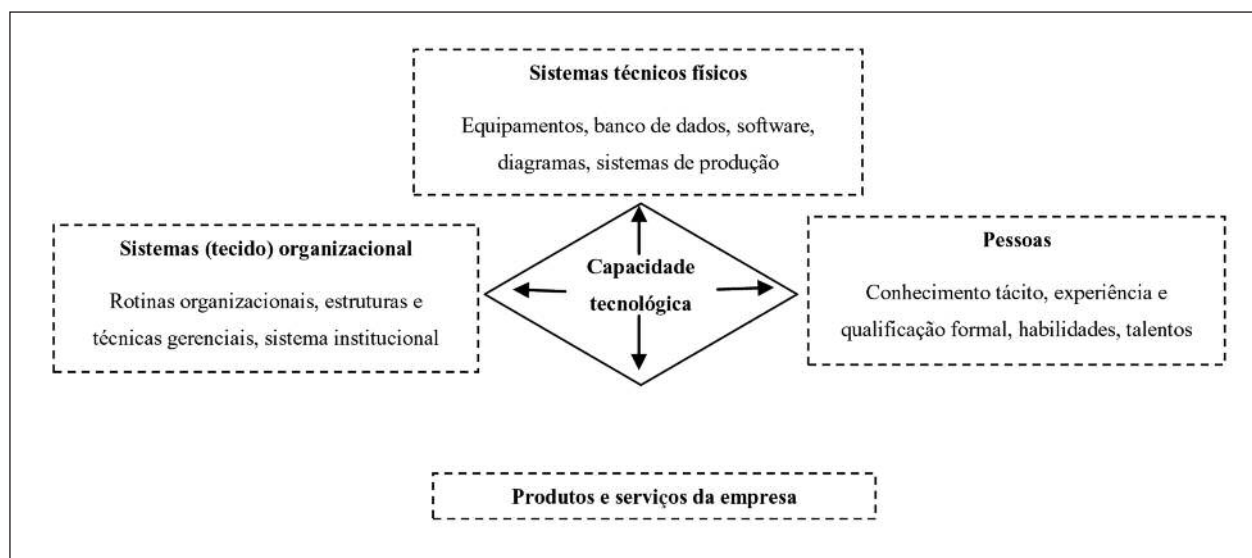 Sistemas técnicos físicos
Equipamentos, banco de dados, software,
diagramas, sistemas de produção
Sistemas (tecido) organizacional
Rotinas organizacionais, estruturas e
técnicas gerenciais, sistema institucional
Capacidade
tecnológica
Pessoas
Conhecimento tácito, experiência e
qualificação formal, habilidades, talentos
Produtos e serviços da empresa